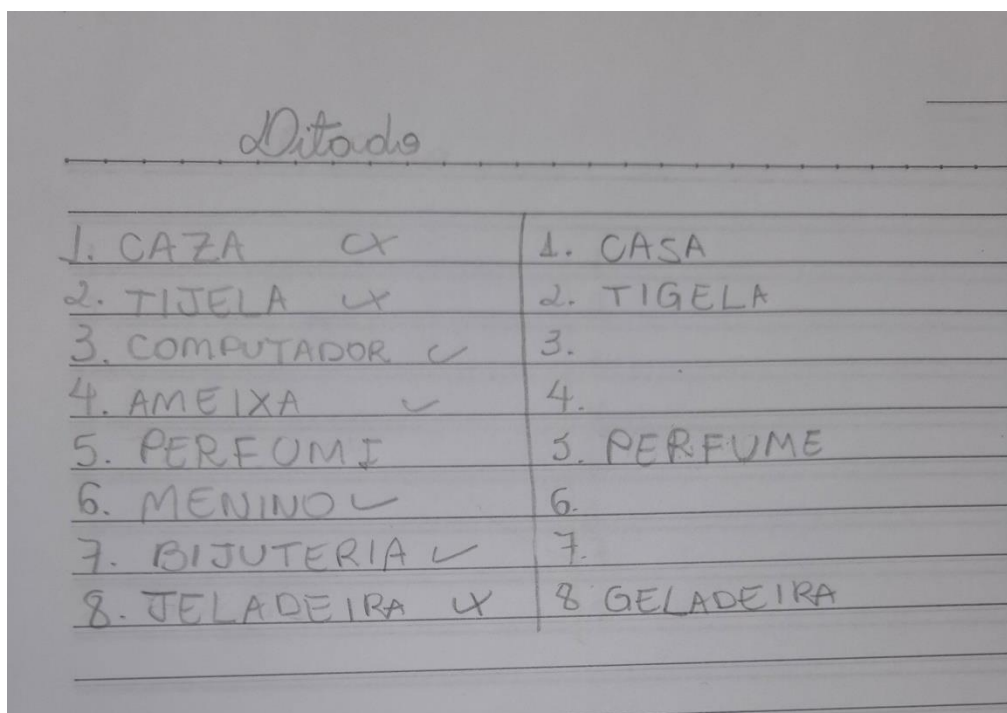 Ditado
1. CAZA X 1. CASA
2. TIJELA X 2. TIGELA
3. COMPUTADOR ✓ 3.
4. AMEIXA ✓ 4.
5. PERFUMI 5. PERFUME
6. MENINO ✓ 6.
7. BIJUTERIA ✓ 7.
8. JELADEIRA X 8 GELADEIRA